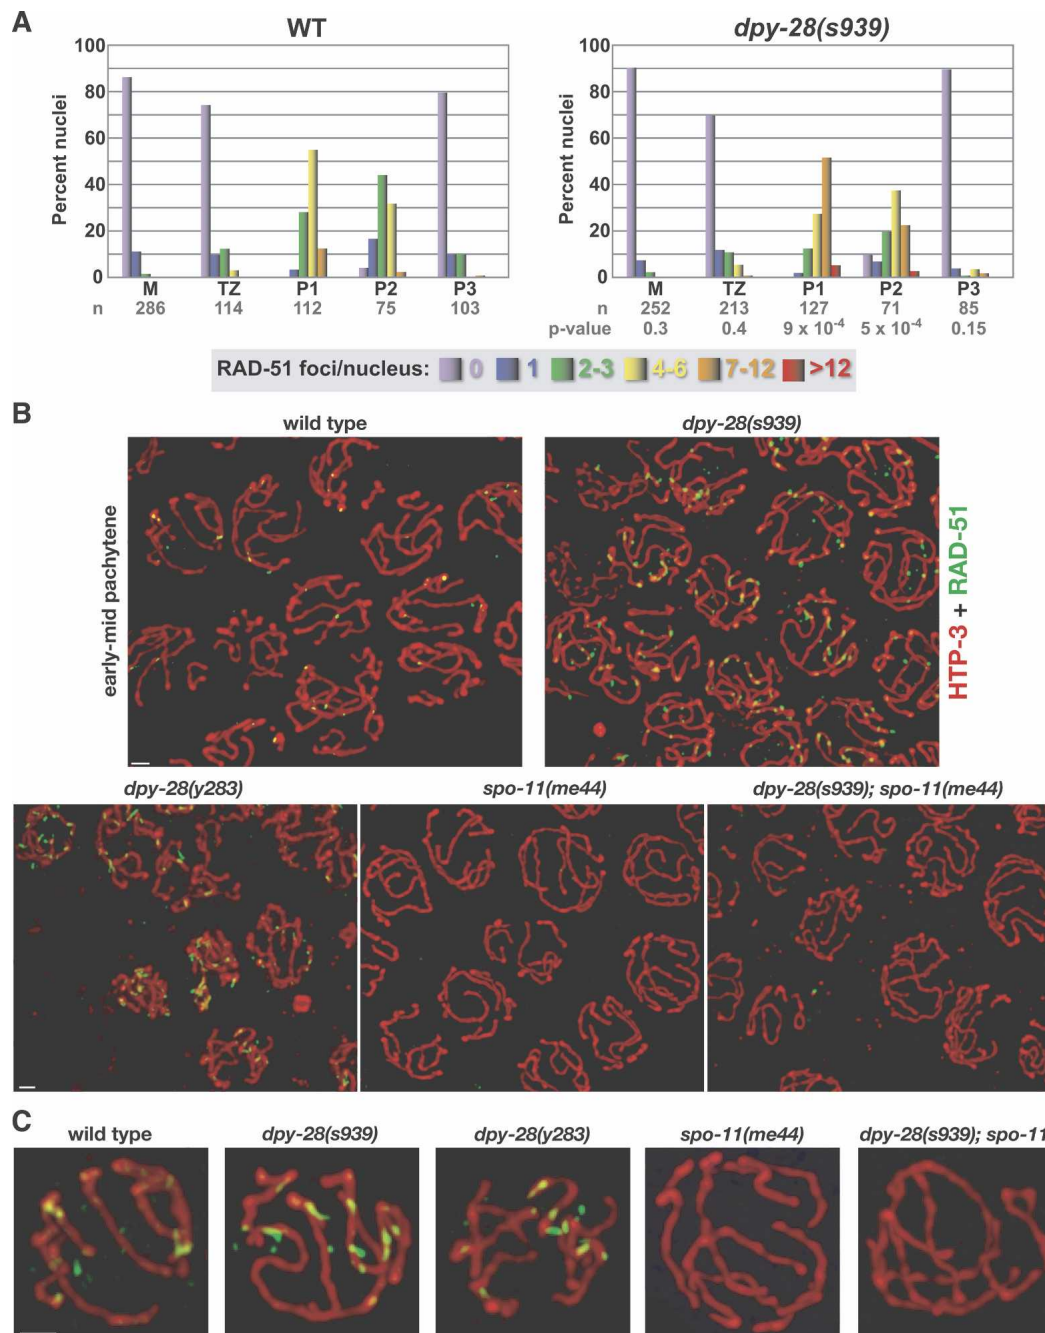 A
WT
dpy-28(s939)
Percent nuclei
100
80
60
40
20
0
M TZ P1 P2 P3
n 286 114 112 75 103
Percent nuclei
100
80
60
40
20
0
M TZ P1 P2 P3
n 252 213 127 71 85
p-value 0.3 0.4 9 x 10⁻⁴ 5 x 10⁻⁴ 0.15
RAD-51 foci/nucleus: 0 1 2-3 4-6 7-12 >12
B
wild type
dpy-28(s939)
early-mid pachytene
HTP-3 + RAD-51
dpy-28(y283)
spo-11(me44)
dpy-28(s939); spo-11(me44)
C
wild type
dpy-28(s939)
dpy-28(y283)
spo-11(me44)
dpy-28(s939); spo-11